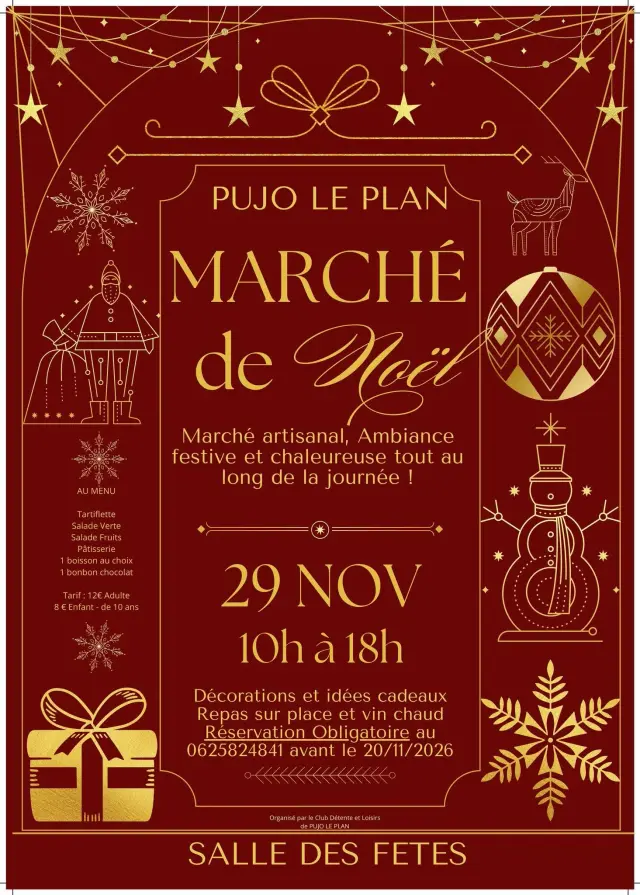 PUJO LE PLAN
MARCHÉ
de Noël
Marché artisanal, Ambiance
festive et chaleureuse tout au
long de la journée !
29 NOV
10h à 18h
Décorations et idées cadeaux
Repas sur place et vin chaud
Réservation Obligatoire au
0625824841 avant le 20/11/2026
AU MENU
Tartiflette
Salade Verte
Salade Fruits
Pâtisserie
1 boisson au choix
1 bonbon chocolat
Tarif : 12€ Adulte
8 € Enfant - de 10 ans
Organisé par le Club Détente et Loisirs
de PUJO LE PLAN
SALLE DES FETES